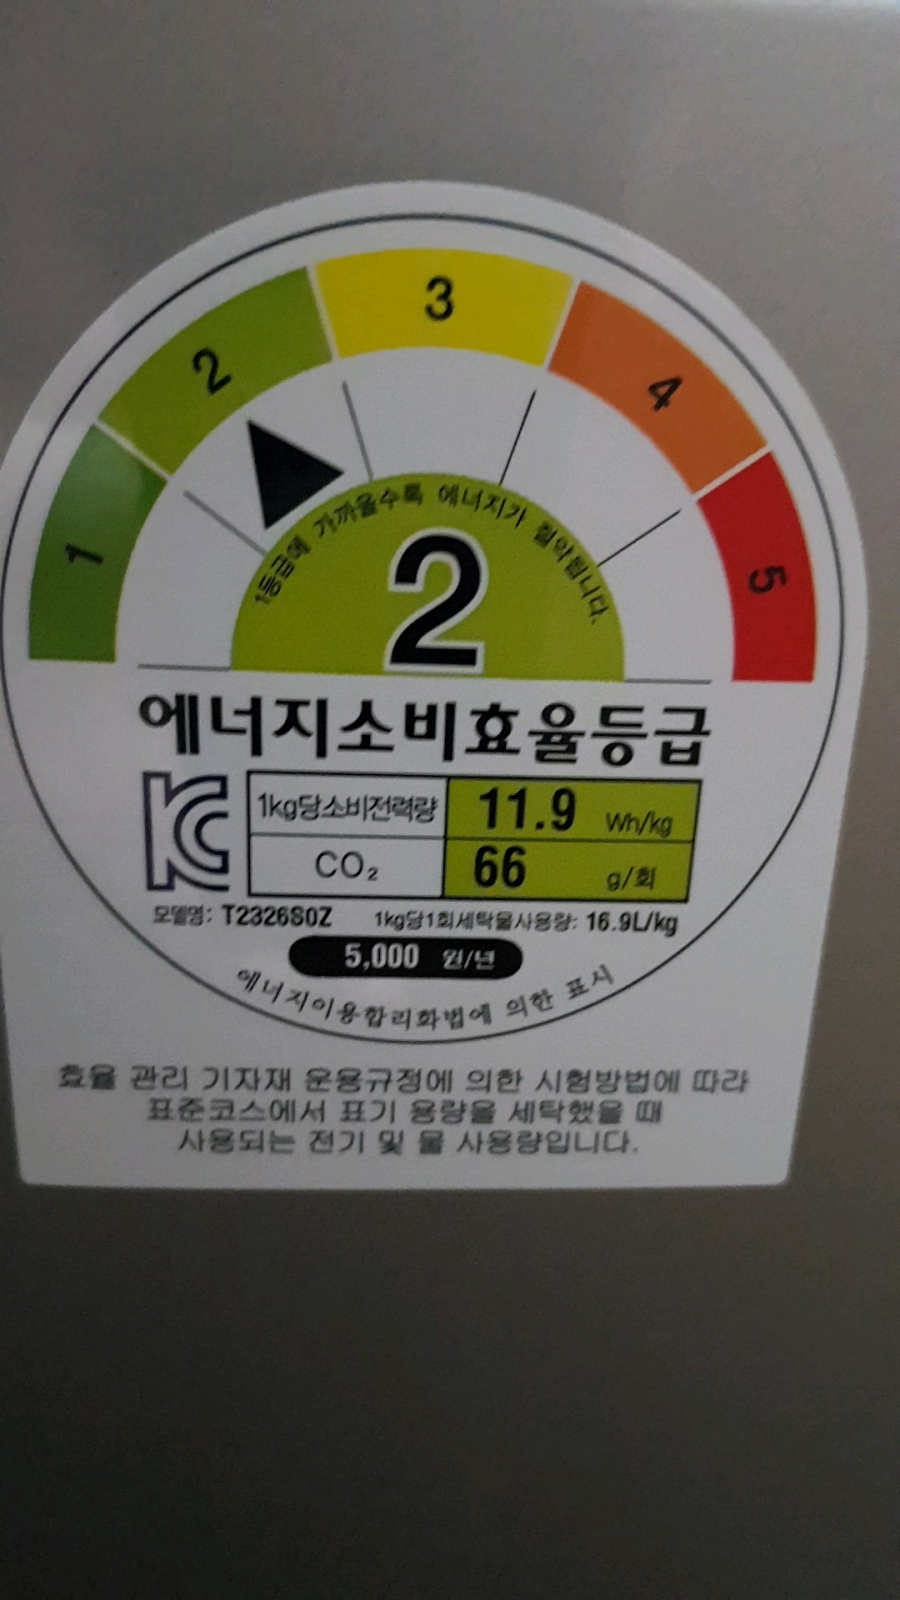 1
2
3
4
5
1등급에 가까울수록 에너지가 절약됩니다.
2
에너지소비효율등급
1kg당소비전력량 11.9 Wh/kg
CO₂ 66 g/회
모델명: T2326S0Z 1kg당1회세탁물사용량: 16.9L/kg
5,000 원/년
에너지이용합리화법에 의한 표시
효율 관리 기자재 운용규정에 의한 시험방법에 따라
표준코스에서 표기 용량을 세탁했을 때
사용되는 전기 및 물 사용량입니다.